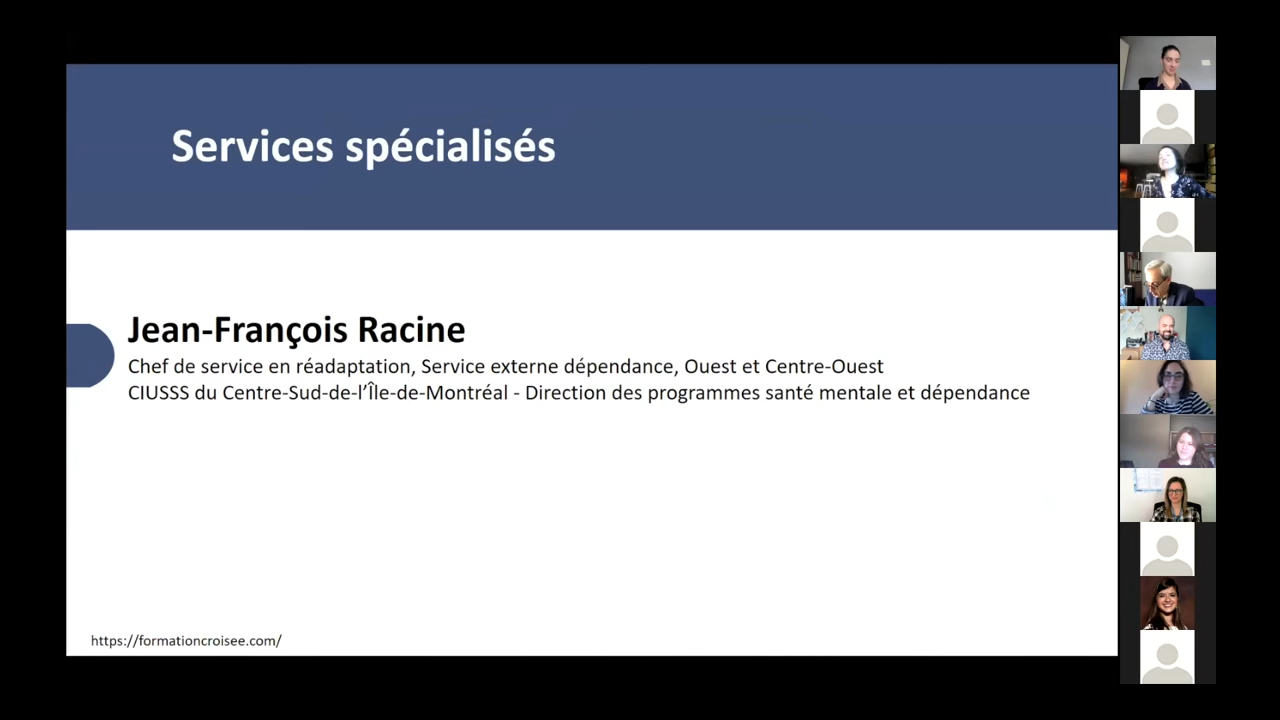 Services spécialisés
Jean-François Racine
Chef de service en réadaptation, Service externe dépendance, Ouest et Centre-Ouest
CIUSSS du Centre-Sud-de-l’Île-de-Montréal - Direction des programmes santé mentale et dépendance
https://formationcroisee.com/